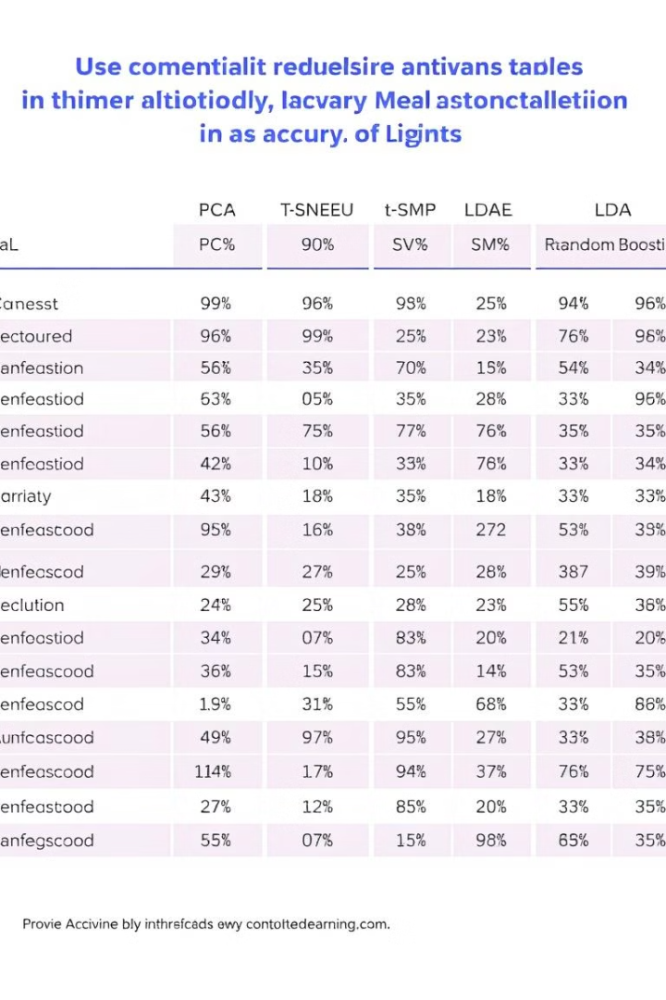 Use comentialit reduelsire antivans tables
in thimer altiotiodly, lacvary Meal astonctalletiion
in as accury. of Ligints
PCA T-SNEEU t-SMP LDAE LDA
aL PC% 90% SV% SM% Rtandom Boosti
Canesst 99% 96% 98% 25% 94% 96%
ectoured 96% 99% 25% 23% 76% 96%
anfeastion 56% 35% 70% 15% 54% 34%
enfeastiod 63% 05% 35% 28% 33% 96%
enfeastiod 56% 75% 77% 76% 35% 35%
enfeastiod 42% 10% 33% 76% 33% 34%
arriaty 43% 18% 35% 18% 33% 33%
enfeascood 95% 16% 38% 272 53% 39%
enfeascod 29% 27% 25% 28% 387 39%
eclution 24% 25% 28% 23% 55% 36%
enfeastiod 34% 07% 83% 20% 21% 20%
enfeascood 36% 15% 83% 14% 53% 35%
enfeascod 1.9% 31% 55% 68% 33% 86%
unfcascood 49% 97% 95% 27% 33% 38%
enfeascood 114% 17% 94% 37% 76% 75%
enfeastood 27% 12% 85% 20% 33% 35%
anfegscood 55% 07% 15% 98% 65% 35%
Provie Accivine bly inthrsfcads ewy contoltedearning.com.